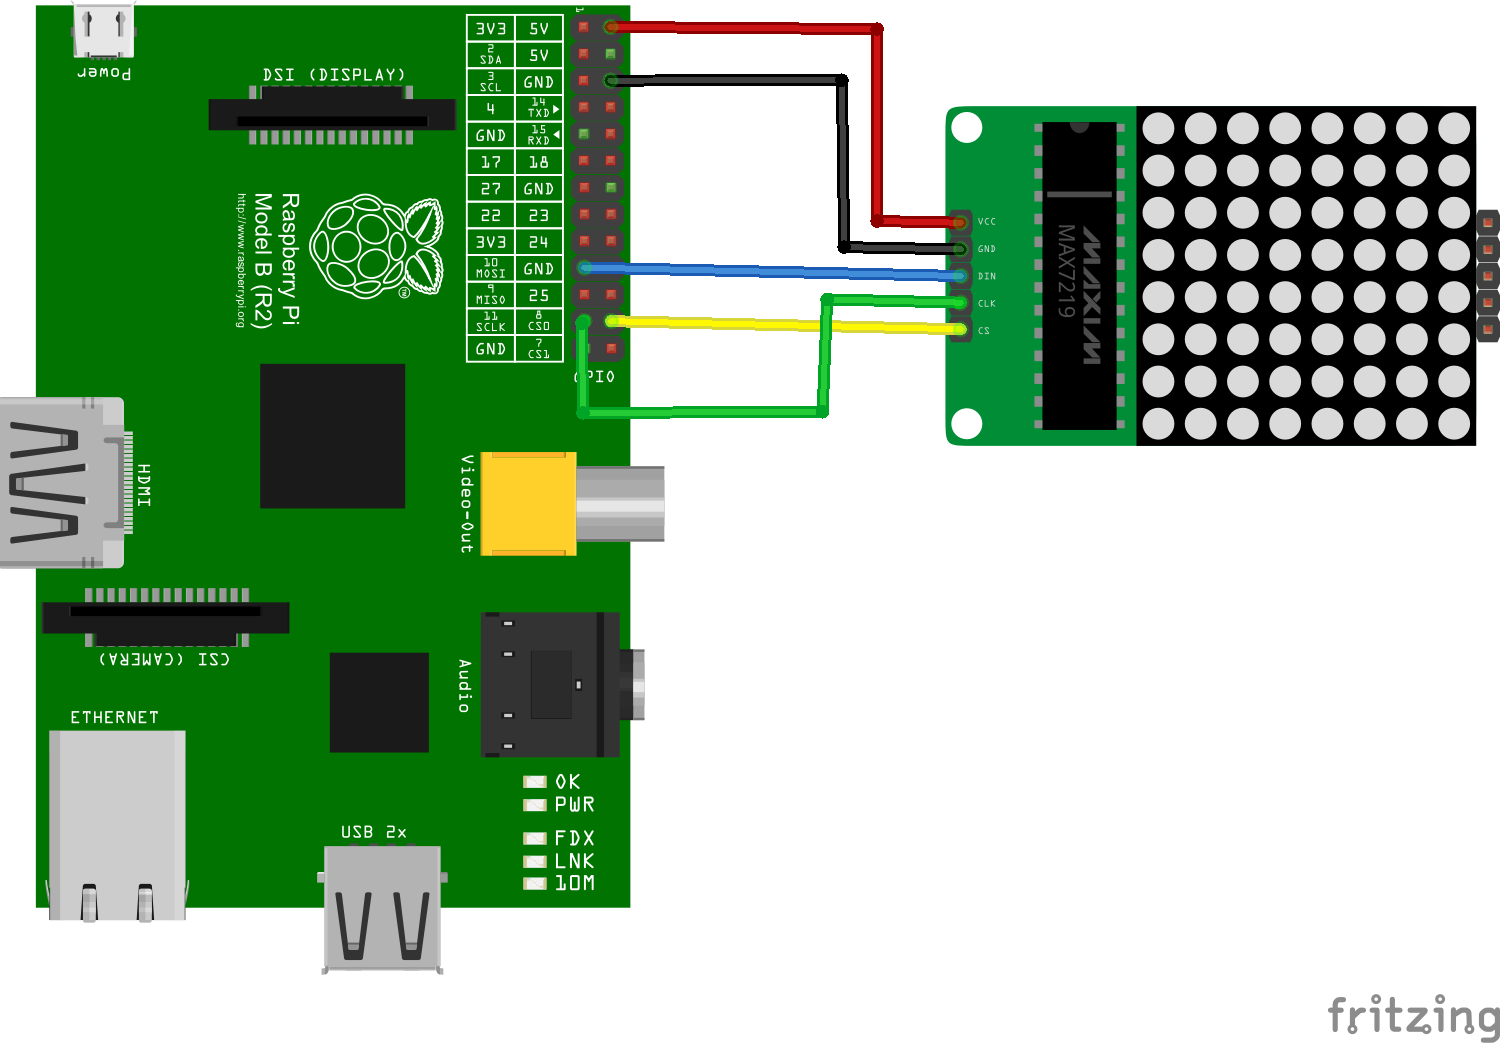 Power
DSI (DISPLAY)
1
3V3 5V
2 SDA 5V
3 SCL GND
4 14 TXD
GND 15 RXD
17 18
27 GND
22 23
3V3 24
10 MOSI GND
9 MISO 25
11 SCLK 8 CS0
GND 7 CS1
GPIO
Raspberry Pi
Model B (R2)
http://www.raspberrypi.org
TM
HDMI
Video-Out
CSI (CAMERA)
Audio
ETHERNET
USB 2x
OK
PWR
FDX
LNK
10M
VCC
GND
DIN
CLK
CS
MAXIM
MAX7219
fritzing